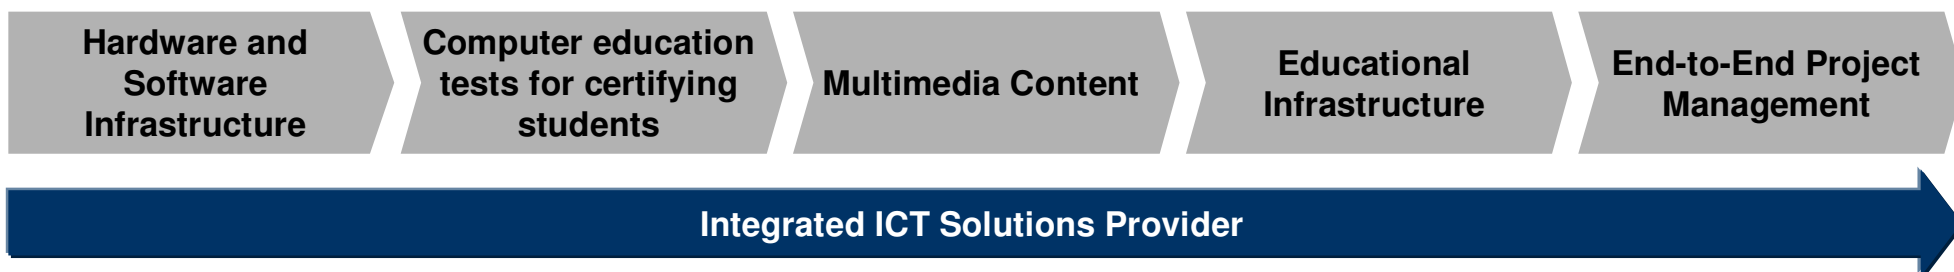 Hardware and
Software
Infrastructure
Computer education
tests for certifying
students
Multimedia Content
Educational
Infrastructure
End-to-End Project
Management
Integrated ICT Solutions Provider